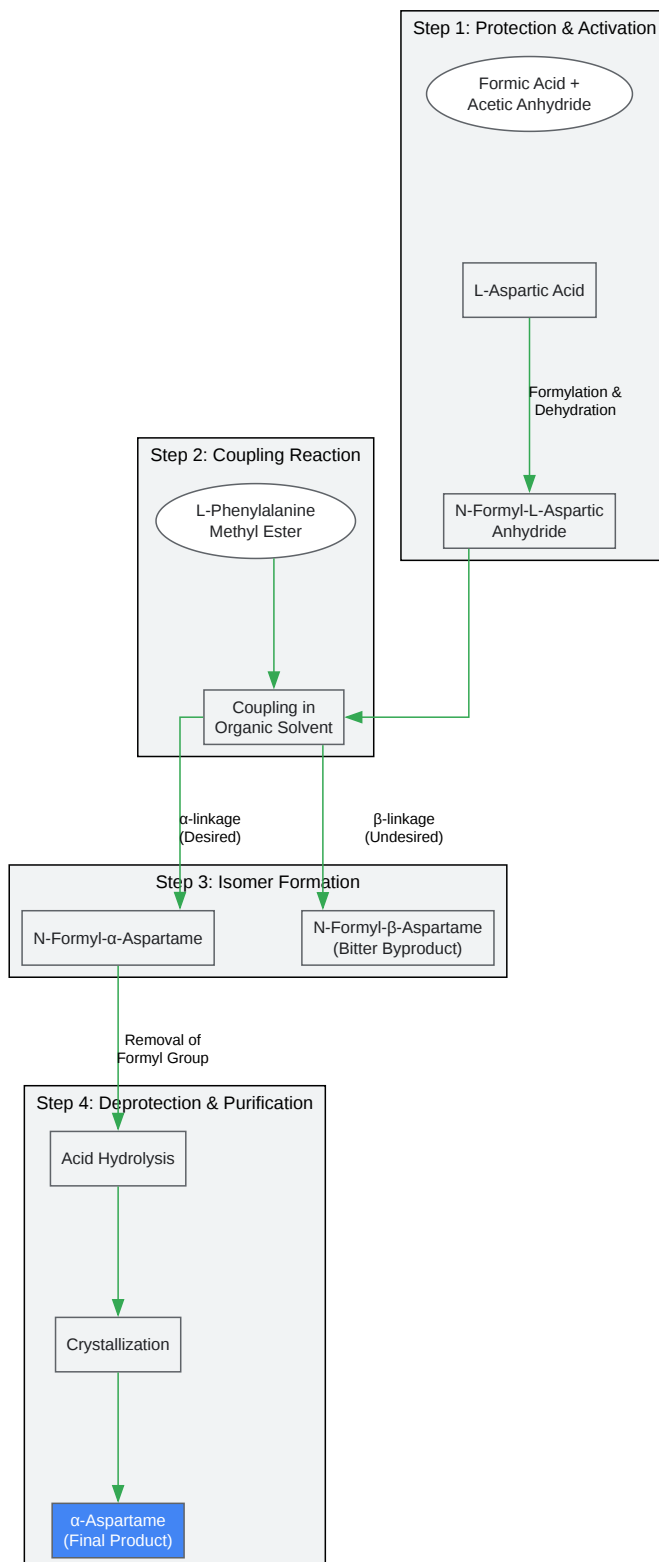 Step 1: Protection & Activation
Formic Acid +
Acetic Anhydride
L-Aspartic Acid
Formylation &
Dehydration
N-Formyl-L-Aspartic
Anhydride
Step 2: Coupling Reaction
L-Phenylalanine
Methyl Ester
Coupling in
Organic Solvent
α-linkage
(Desired)
β-linkage
(Undesired)
Step 3: Isomer Formation
N-Formyl-α-Aspartame
N-Formyl-β-Aspartame
(Bitter Byproduct)
Removal of
Formyl Group
Step 4: Deprotection & Purification
Acid Hydrolysis
Crystallization
α-Aspartame
(Final Product)